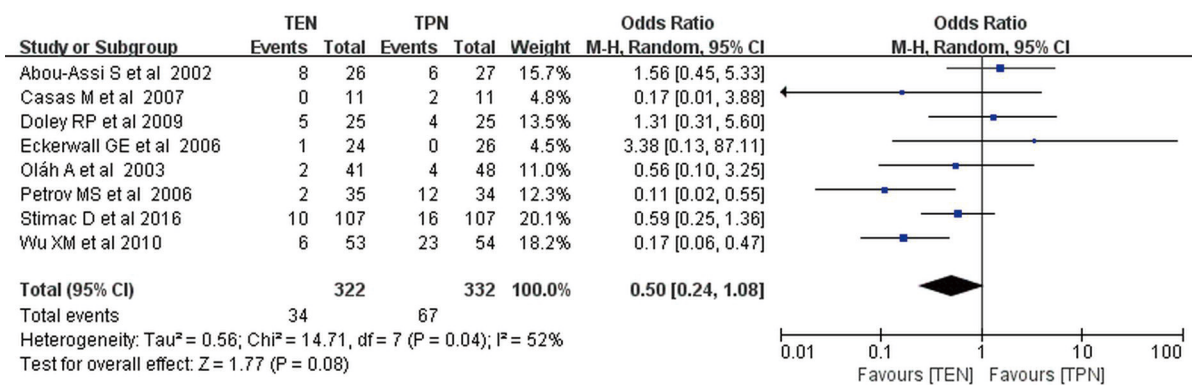 TEN TPN Odds Ratio Odds Ratio
Study or Subgroup Events Total Events Total Weight M-H, Random, 95% CI M-H, Random, 95% CI
Abou-Assi S et al 2002 8 26 6 27 15.7% 1.56 [0.45, 5.33]
Casas M et al 2007 0 11 2 11 4.8% 0.17 [0.01, 3.88]
Doley RP et al 2009 5 25 4 25 13.5% 1.31 [0.31, 5.60]
Eckerwall GE et al 2006 1 24 0 26 4.5% 3.38 [0.13, 87.11]
Oláh A et al 2003 2 41 4 48 11.0% 0.56 [0.10, 3.25]
Petrov MS et al 2006 2 35 12 34 12.3% 0.11 [0.02, 0.55]
Stimac D et al 2016 10 107 16 107 20.1% 0.59 [0.25, 1.36]
Wu XM et al 2010 6 53 23 54 18.2% 0.17 [0.06, 0.47]
Total (95% CI) 322 332 100.0% 0.50 [0.24, 1.08]
Total events 34 67
Heterogeneity: Tau² = 0.56; Chi² = 14.71, df = 7 (P = 0.04); I² = 52%
Test for overall effect: Z = 1.77 (P = 0.08)
0.01 0.1 1 10 100
Favours [TEN] Favours [TPN]